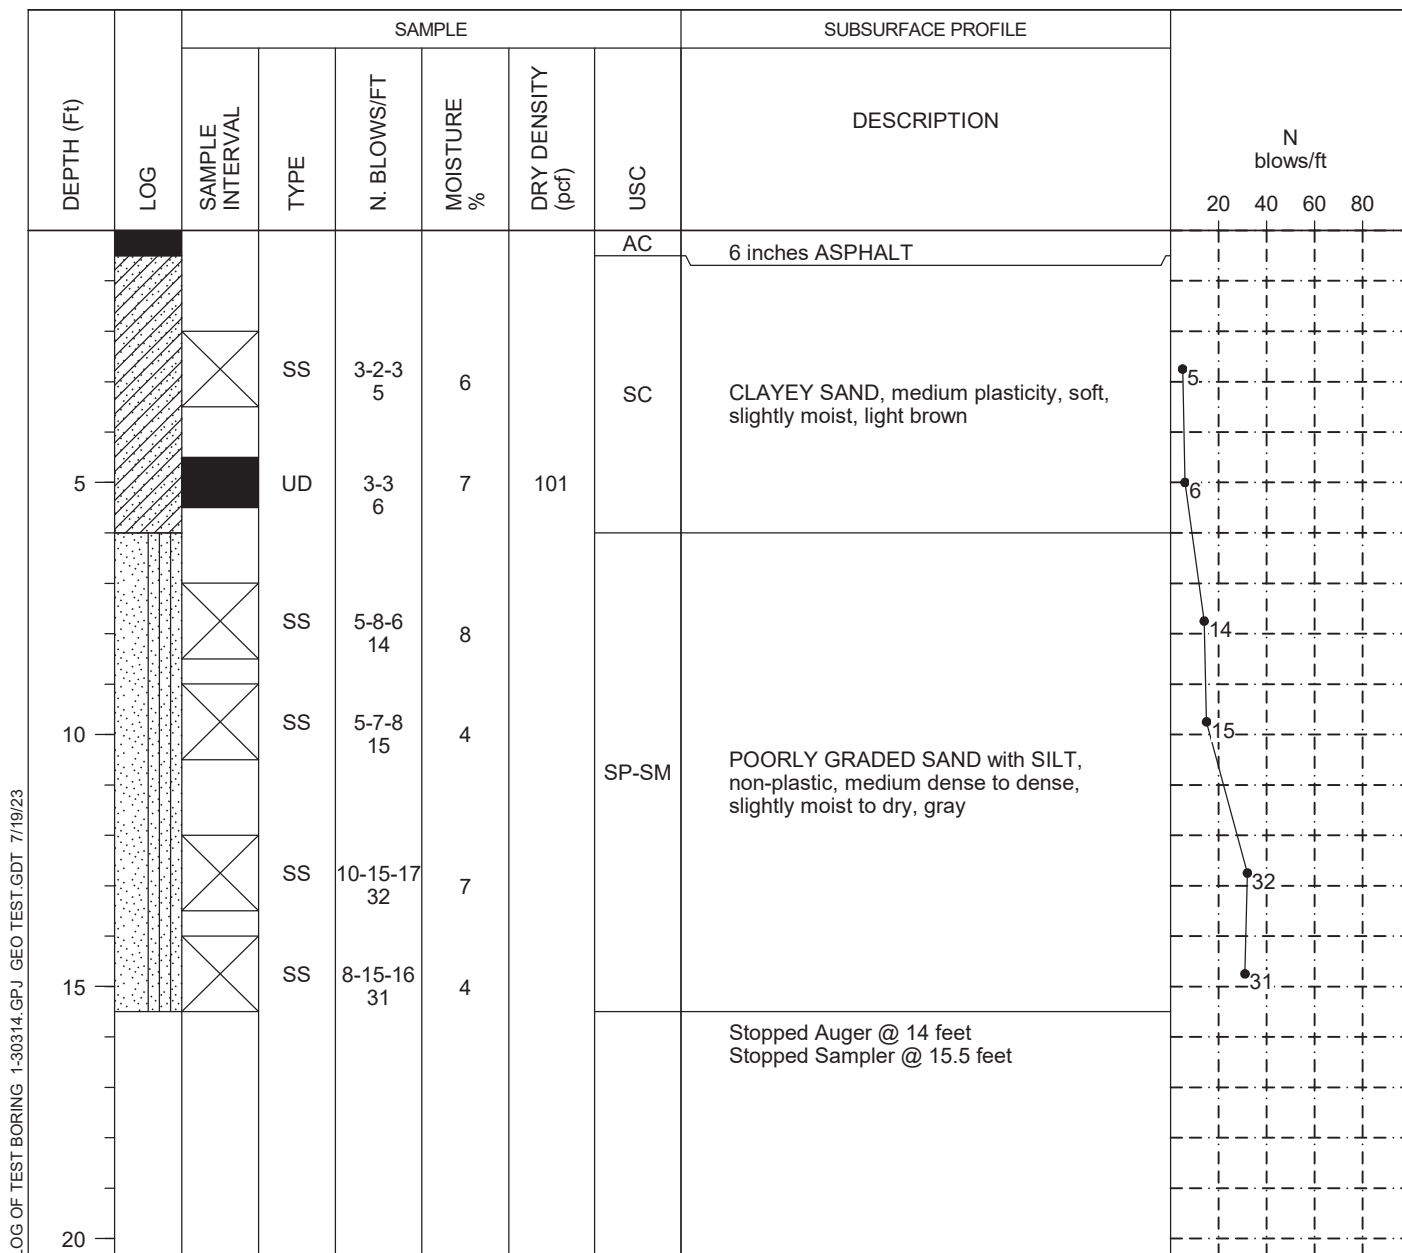 SAMPLE
SUBSURFACE PROFILE
DEPTH (Ft)
LOG
SAMPLE
INTERVAL
TYPE
N. BLOWS/FT
MOISTURE
%
DRY DENSITY
(pcf)
USC
DESCRIPTION
N
blows/ft
20 40 60 80
AC
6 inches ASPHALT
SS
3-2-3
5
6
SC
CLAYEY SAND, medium plasticity, soft,
slightly moist, light brown
5
5
UD
3-3
6
7
101
6
SS
5-8-6
14
8
14
10
SS
5-7-8
15
4
15
SP-SM
POORLY GRADED SAND with SILT,
non-plastic, medium dense to dense,
slightly moist to dry, gray
SS
10-15-17
32
7
32
15
SS
8-15-16
31
4
31
Stopped Auger @ 14 feet
Stopped Sampler @ 15.5 feet
20
LOG OF TEST BORING 1-30314.GPJ GEO TEST.GDT 7/19/23